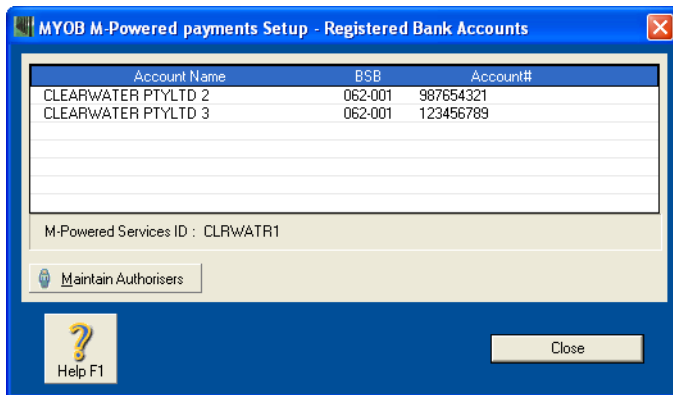 MYOB M-Powered payments Setup - Registered Bank Accounts
Account Name BSB Account#
CLEARWATER PTYLTD 2 062-001 987654321
CLEARWATER PTYLTD 3 062-001 123456789
M-Powered Services ID : CLRWATR1
Maintain Authorisers
Help F1
Close